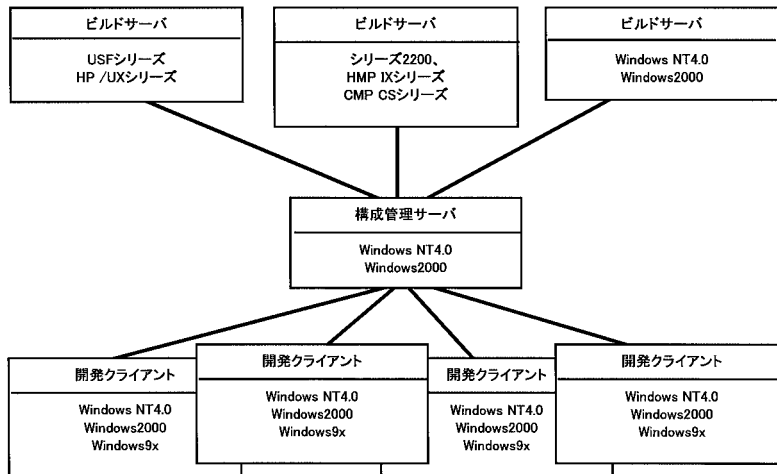 ビルドサーバ
USFシリーズ
HP /UXシリーズ
ビルドサーバ
シリーズ2200、
HMP IXシリーズ
CMP CSシリーズ
ビルドサーバ
Windows NT4.0
Windows2000
構成管理サーバ
Windows NT4.0
Windows2000
開発クライアント
Windows NT4.0
Windows2000
Windows9x
開発クライアント
Windows NT4.0
Windows2000
Windows9x
開発クライアント
Windows NT4.0
Windows2000
Windows9x
開発クライアント
Windows NT4.0
Windows2000
Windows9x